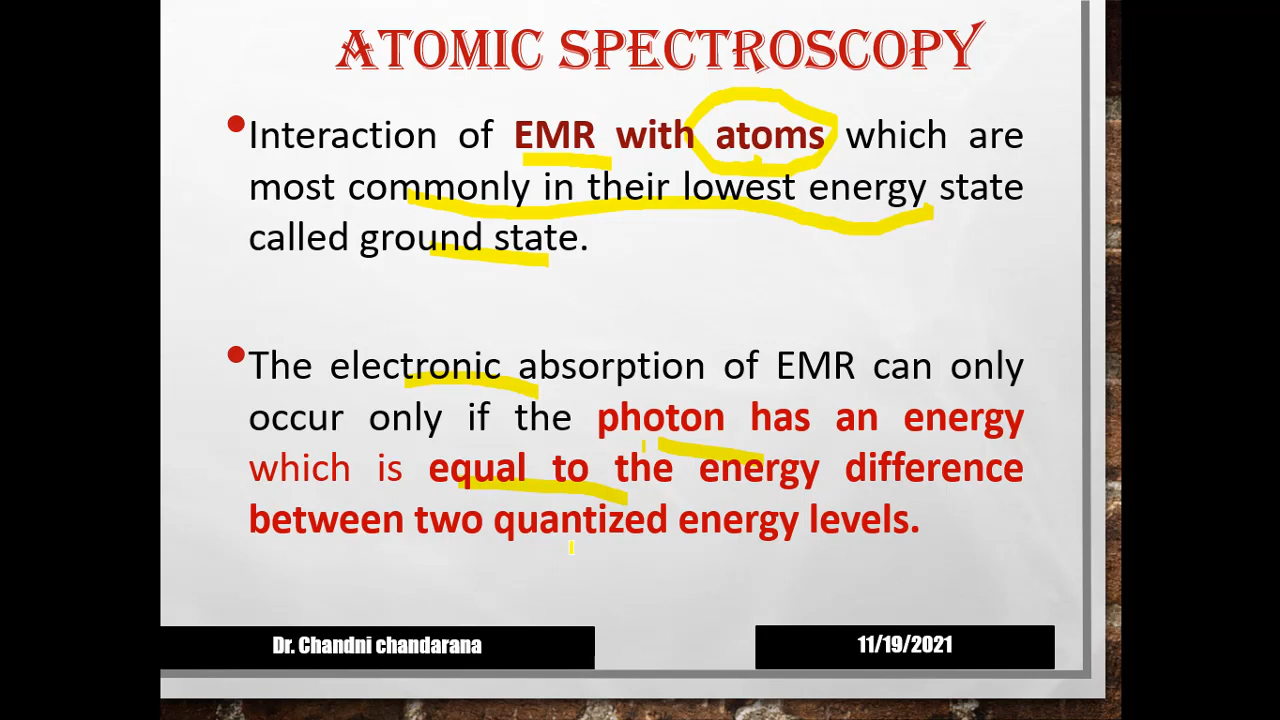 ATOMIC SPECTROSCOPY
•Interaction of EMR with atoms which are
most commonly in their lowest energy state
called ground state.
•The electronic absorption of EMR can only
occur only if the photon has an energy
which is equal to the energy difference
between two quantized energy levels.
Dr. Chandni chandarana
11/19/2021